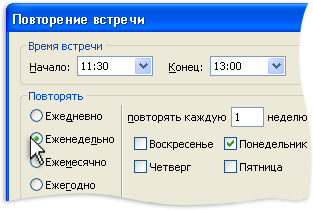 Повторение встречи
Время встречи
Начало: 11:30 Конец: 13:00
Повторять
Ежедневно
повторять каждую 1 неделю
Еженедельно
Воскресенье Понедельник
Ежемесячно
Четверг Пятница
Ежегодно